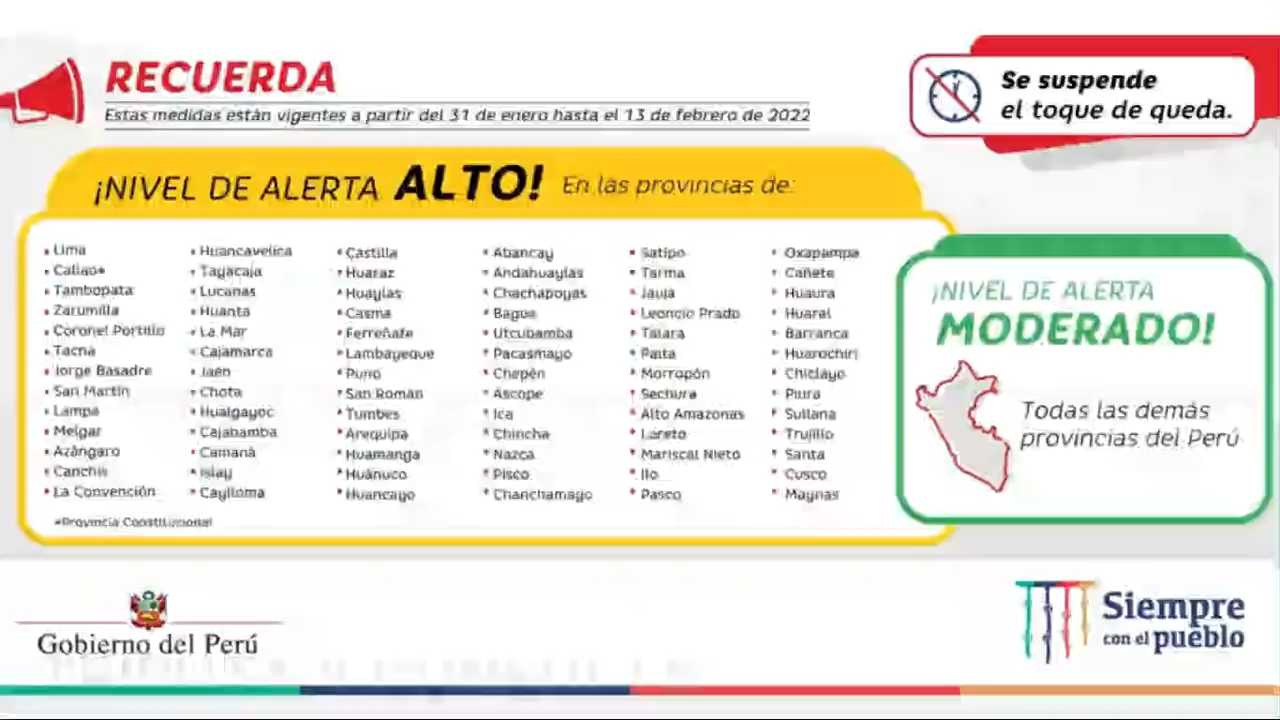 RECUERDA
Estas medidas están vigentes a partir del 31 de enero hasta el 13 de febrero de 2022
Se suspende
el toque de queda.
¡NIVEL DE ALERTA ALTO! En las provincias de:
• Lima
• Callao*
• Tambopata
• Zarumilla
• Coronel Portillo
• Tacna
• Jorge Basadre
• San Martín
• Lampa
• Melgar
• Azángaro
• Canchis
• La Convención
• Huancavelica
• Tayacaja
• Lucanas
• Huanta
• La Mar
• Cajamarca
• Jaén
• Chota
• Hualgayoc
• Cajabamba
• Camaná
• Islay
• Caylloma
• Castilla
• Huaraz
• Huaylas
• Casma
• Ferreñafe
• Lambayeque
• Puno
• San Román
• Tumbes
• Arequipa
• Huamanga
• Huánuco
• Huancayo
• Abancay
• Andahuaylas
• Chachapoyas
• Bagua
• Utcubamba
• Pacasmayo
• Chepén
• Ascope
• Ica
• Chincha
• Nazca
• Pisco
• Chanchamayo
• Satipo
• Tarma
• Jauja
• Leoncio Prado
• Talara
• Paita
• Morropón
• Sechura
• Alto Amazonas
• Loreto
• Mariscal Nieto
• Ilo
• Pasco
• Oxapampa
• Cañete
• Huaura
• Huaral
• Barranca
• Huarochirí
• Chiclayo
• Piura
• Sullana
• Trujillo
• Santa
• Cusco
• Maynas
*Provincia Constitucional
¡NIVEL DE ALERTA
MODERADO!
Todas las demás
provincias del Perú
Gobierno del Perú
Siempre
con el pueblo